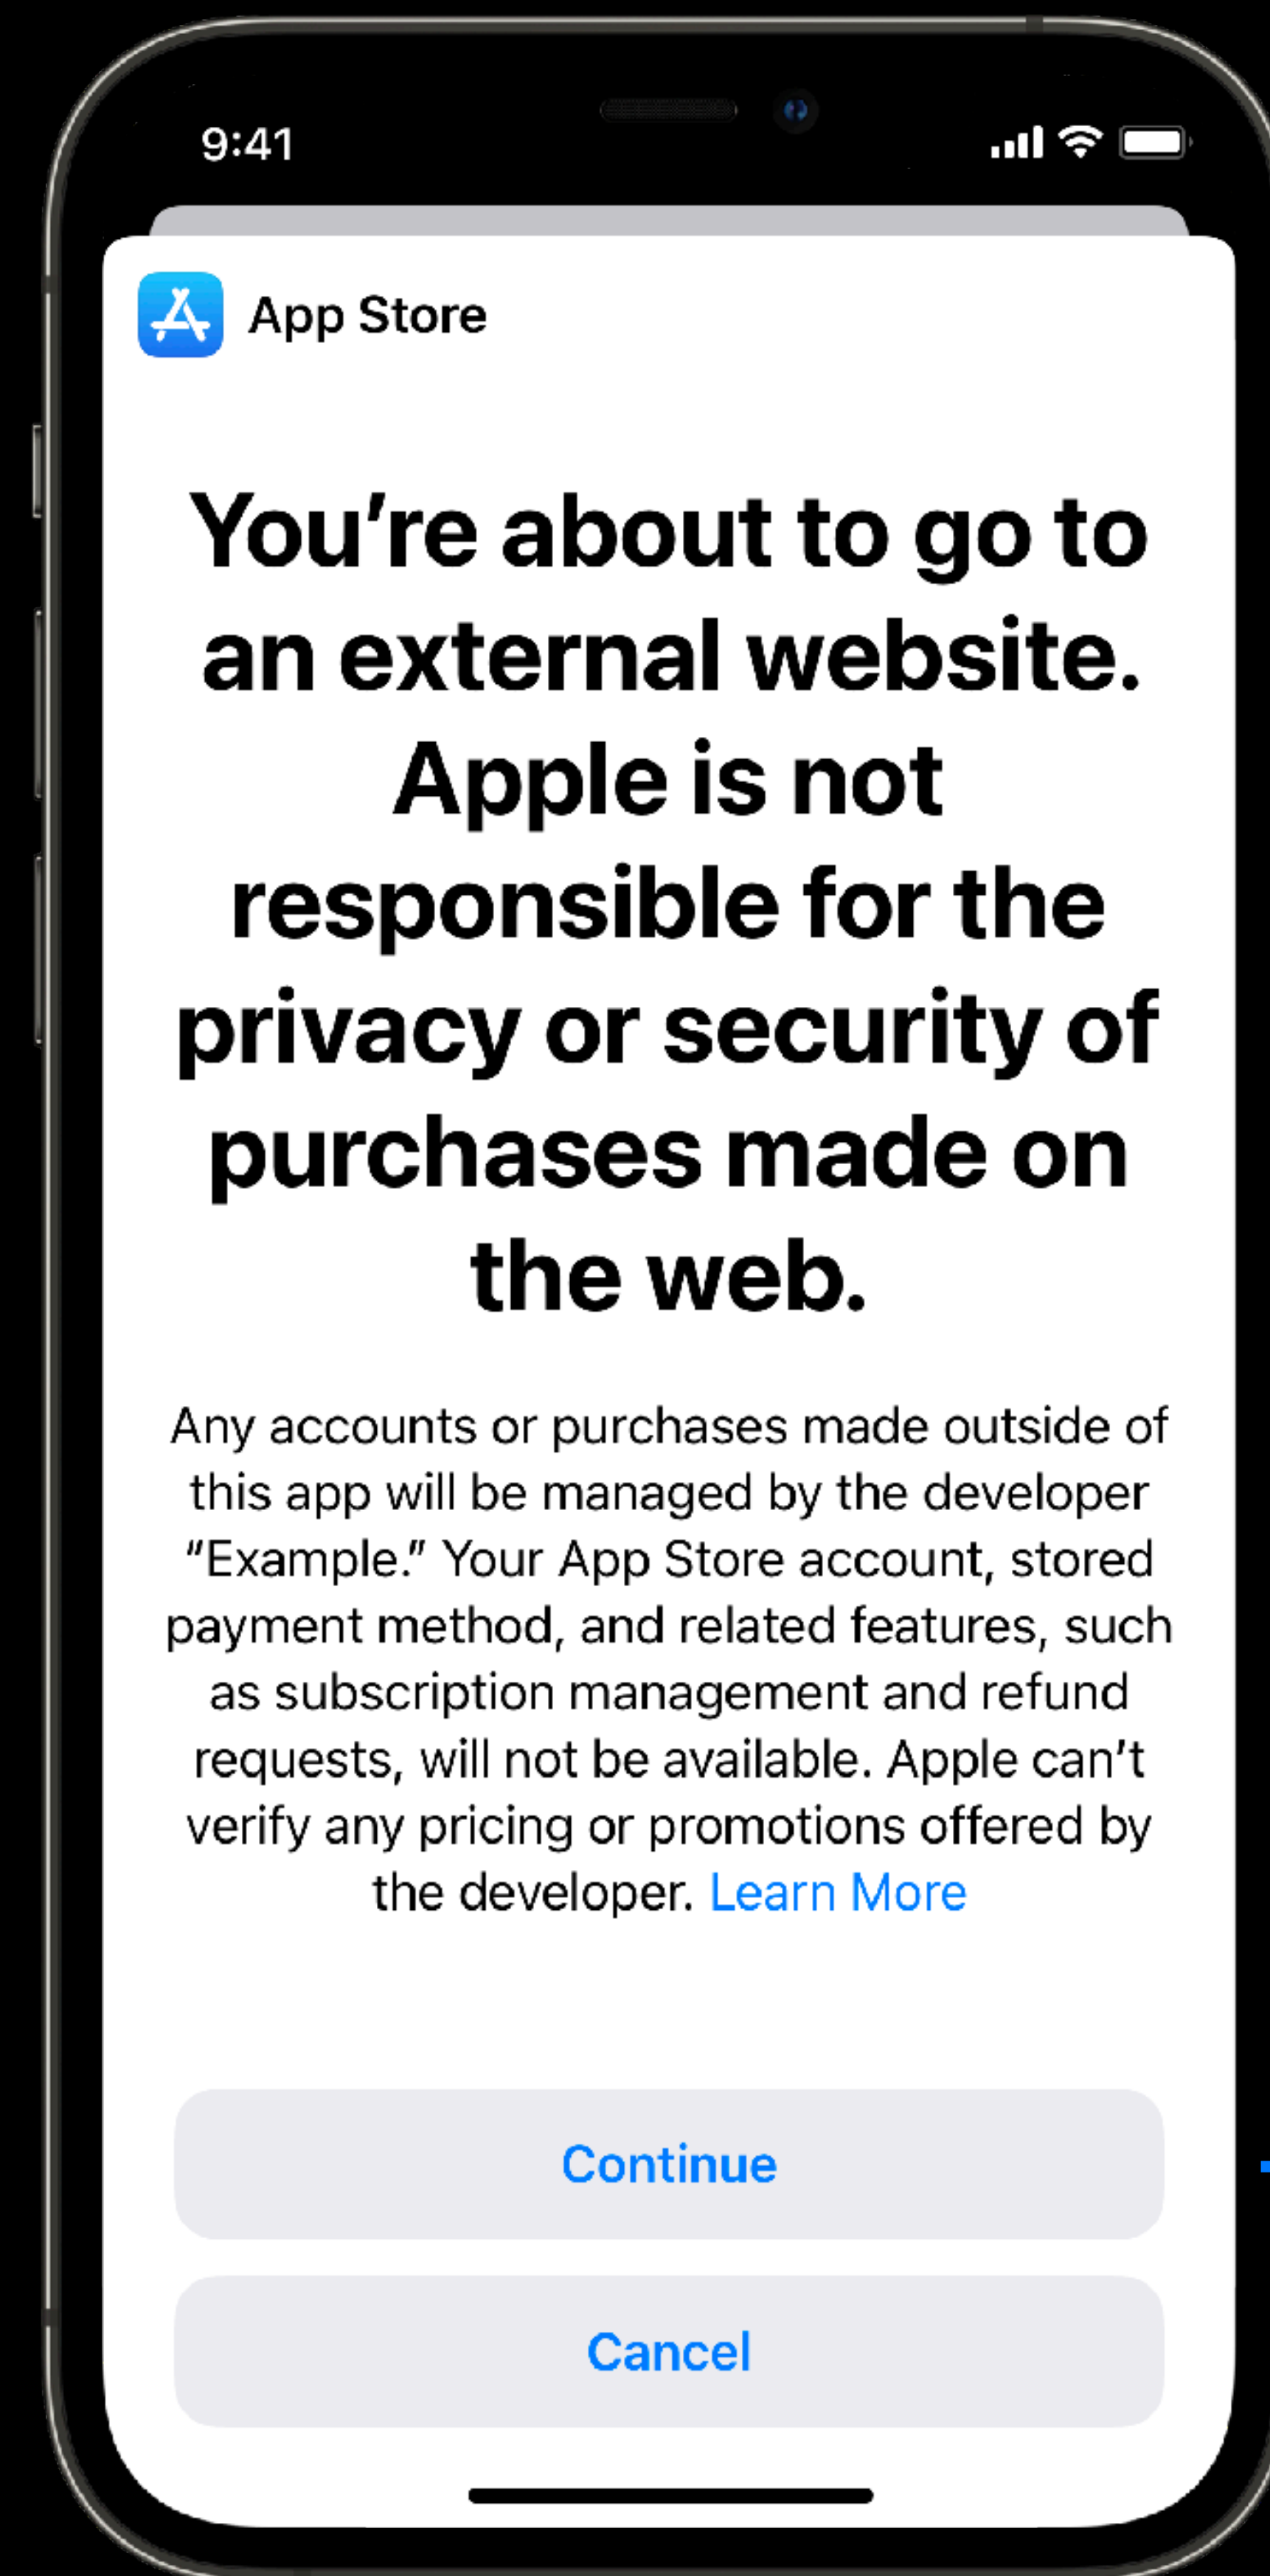 9:41
App Store
You’re about to go to
an external website.
Apple is not
responsible for the
privacy or security of
purchases made on
the web.
Any accounts or purchases made outside of
this app will be managed by the developer
“Example.” Your App Store account, stored
payment method, and related features, such
as subscription management and refund
requests, will not be available. Apple can’t
verify any pricing or promotions offered by
the developer. Learn More
Continue
Cancel